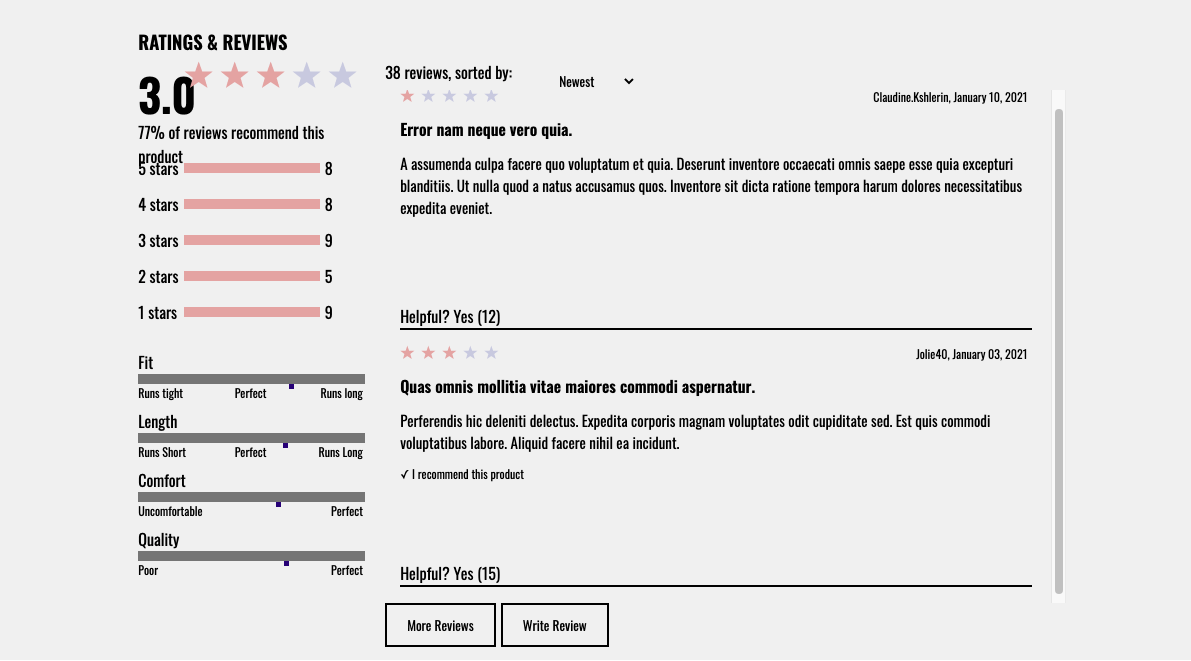 RATINGS & REVIEWS
3.0
77% of reviews recommend this
product
5 stars 8
4 stars 8
3 stars 9
2 stars 5
1 stars 9
Fit
Runs tight Perfect Runs long
Length
Runs Short Perfect Runs Long
Comfort
Uncomfortable Perfect
Quality
Poor Perfect
38 reviews, sorted by: Newest
Claudine.Kshlerin, January 10, 2021
Error nam neque vero quia.
A assumenda culpa facere quo voluptatum et quia. Deserunt inventore occaecati omnis saepe esse quia excepturi
blanditiis. Ut nulla quod a natus accusamus quos. Inventore sit dicta ratione tempora harum dolores necessitatibus
expedita eveniet.
Helpful? Yes (12)
Jolie40, January 03, 2021
Quas omnis mollitia vitae maiores commodi aspernatur.
Perferendis hic deleniti delectus. Expedita corporis magnam voluptates odit cupiditate sed. Est quis commodi
voluptatibus labore. Aliquid facere nihil ea incidunt.
✓ I recommend this product
Helpful? Yes (15)
More Reviews Write Review